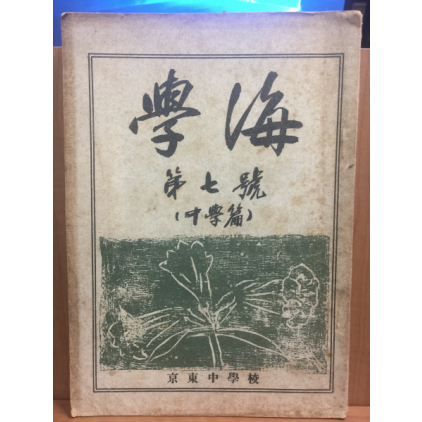 學海
第七號
(中學篇)
京東中學校